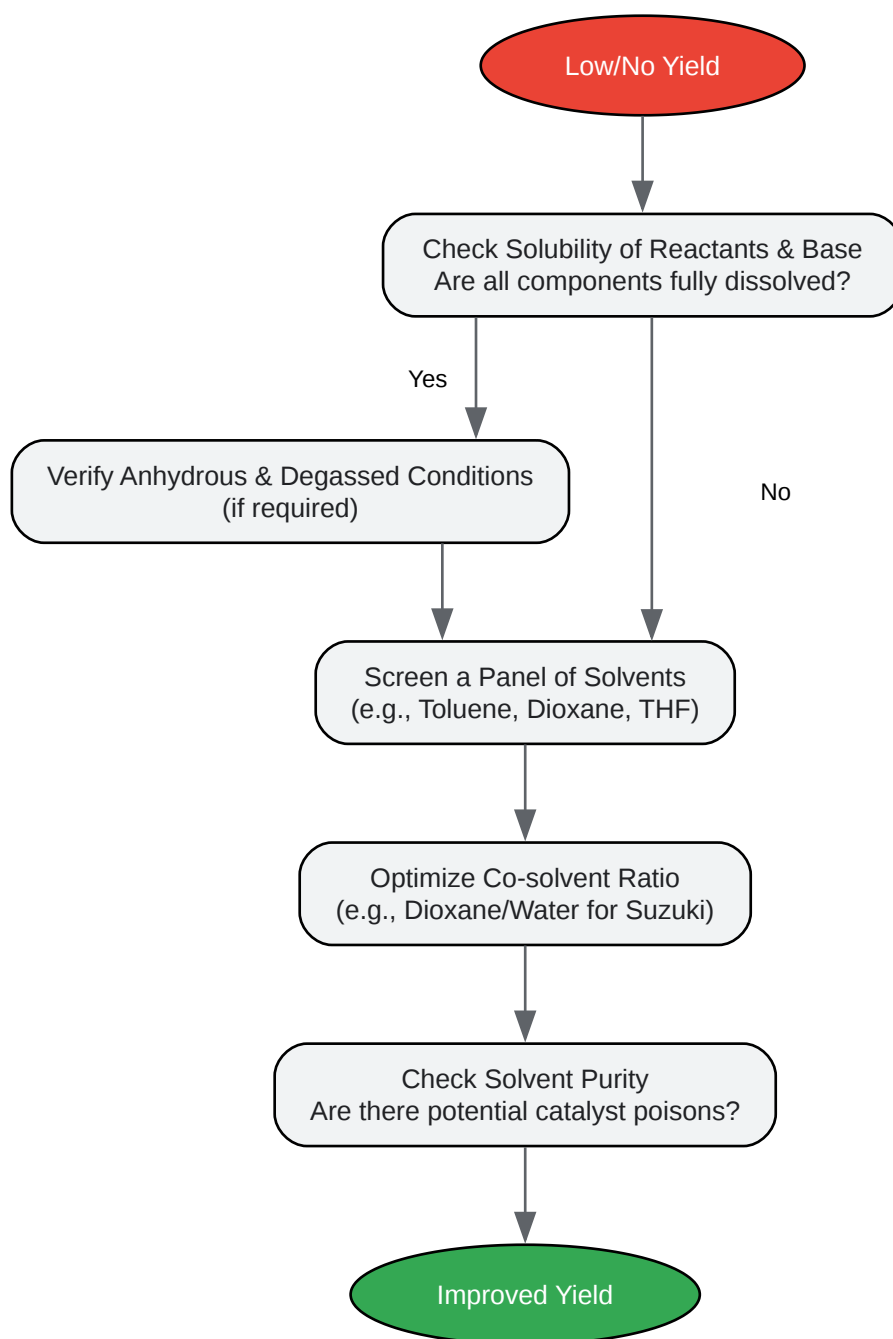 Low/No Yield
Check Solubility of Reactants & Base
Are all components fully dissolved?
Yes
Verify Anhydrous & Degassed Conditions
(if required)
No
Screen a Panel of Solvents
(e.g., Toluene, Dioxane, THF)
Optimize Co-solvent Ratio
(e.g., Dioxane/Water for Suzuki)
Check Solvent Purity
Are there potential catalyst poisons?
Improved Yield